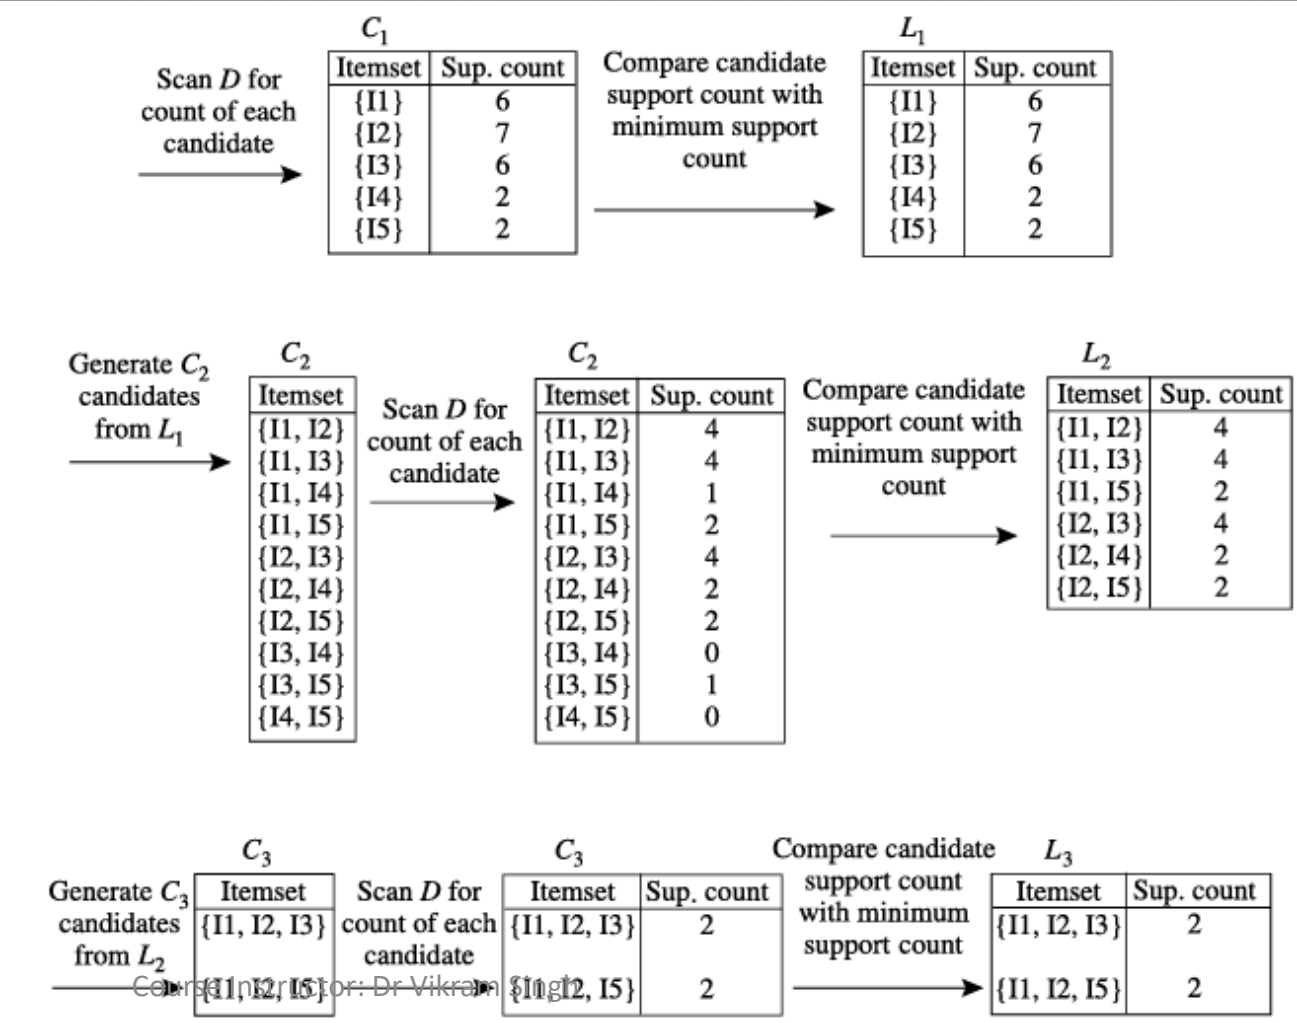 C1
L1
Scan D for
count of each
candidate
Itemset Sup. count
{I1} 6
{I2} 7
{I3} 6
{I4} 2
{I5} 2
Compare candidate
support count with
minimum support
count
Itemset Sup. count
{I1} 6
{I2} 7
{I3} 6
{I4} 2
{I5} 2
Generate C2
candidates
from L1
C2
Itemset
{I1, I2}
{I1, I3}
{I1, I4}
{I1, I5}
{I2, I3}
{I2, I4}
{I2, I5}
{I3, I4}
{I3, I5}
{I4, I5}
Scan D for
count of each
candidate
C2
Itemset Sup. count
{I1, I2} 4
{I1, I3} 4
{I1, I4} 1
{I1, I5} 2
{I2, I3} 4
{I2, I4} 2
{I2, I5} 2
{I3, I4} 0
{I3, I5} 1
{I4, I5} 0
Compare candidate
support count with
minimum support
count
L2
Itemset Sup. count
{I1, I2} 4
{I1, I3} 4
{I1, I5} 2
{I2, I3} 4
{I2, I4} 2
{I2, I5} 2
Generate C3
candidates
from L2
C3
Itemset
{I1, I2, I3}
{I1, I2, I5}
Scan D for
count of each
candidate
C3
Itemset Sup. count
{I1, I2, I3} 2
{I1, I2, I5} 2
Compare candidate
support count
with minimum
support count
L3
Itemset Sup. count
{I1, I2, I3} 2
{I1, I2, I5} 2
Course Instructor: Dr Vikram Singh